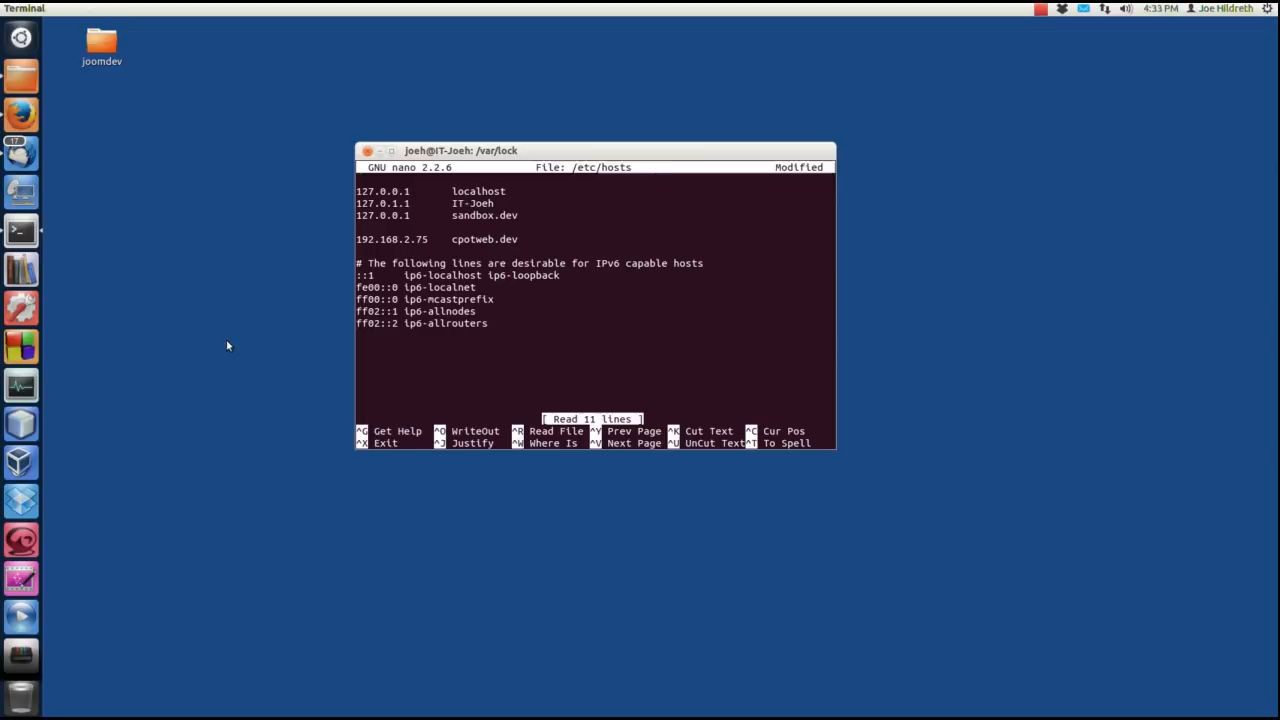 Terminal
4:33 PM Joe Hildreth
joomdev
17
joeh@IT-Joeh: /var/lock
GNU nano 2.2.6 File: /etc/hosts Modified
127.0.0.1 localhost
127.0.1.1 IT-Joeh
127.0.0.1 sandbox.dev
192.168.2.75 cpotweb.dev
# The following lines are desirable for IPv6 capable hosts
::1 ip6-localhost ip6-loopback
fe00::0 ip6-localnet
ff00::0 ip6-mcastprefix
ff02::1 ip6-allnodes
ff02::2 ip6-allrouters
[ Read 11 lines ]
^G Get Help ^O WriteOut ^R Read File ^Y Prev Page ^K Cut Text ^C Cur Pos
^X Exit ^J Justify ^W Where Is ^V Next Page ^U UnCut Text ^T To Spell